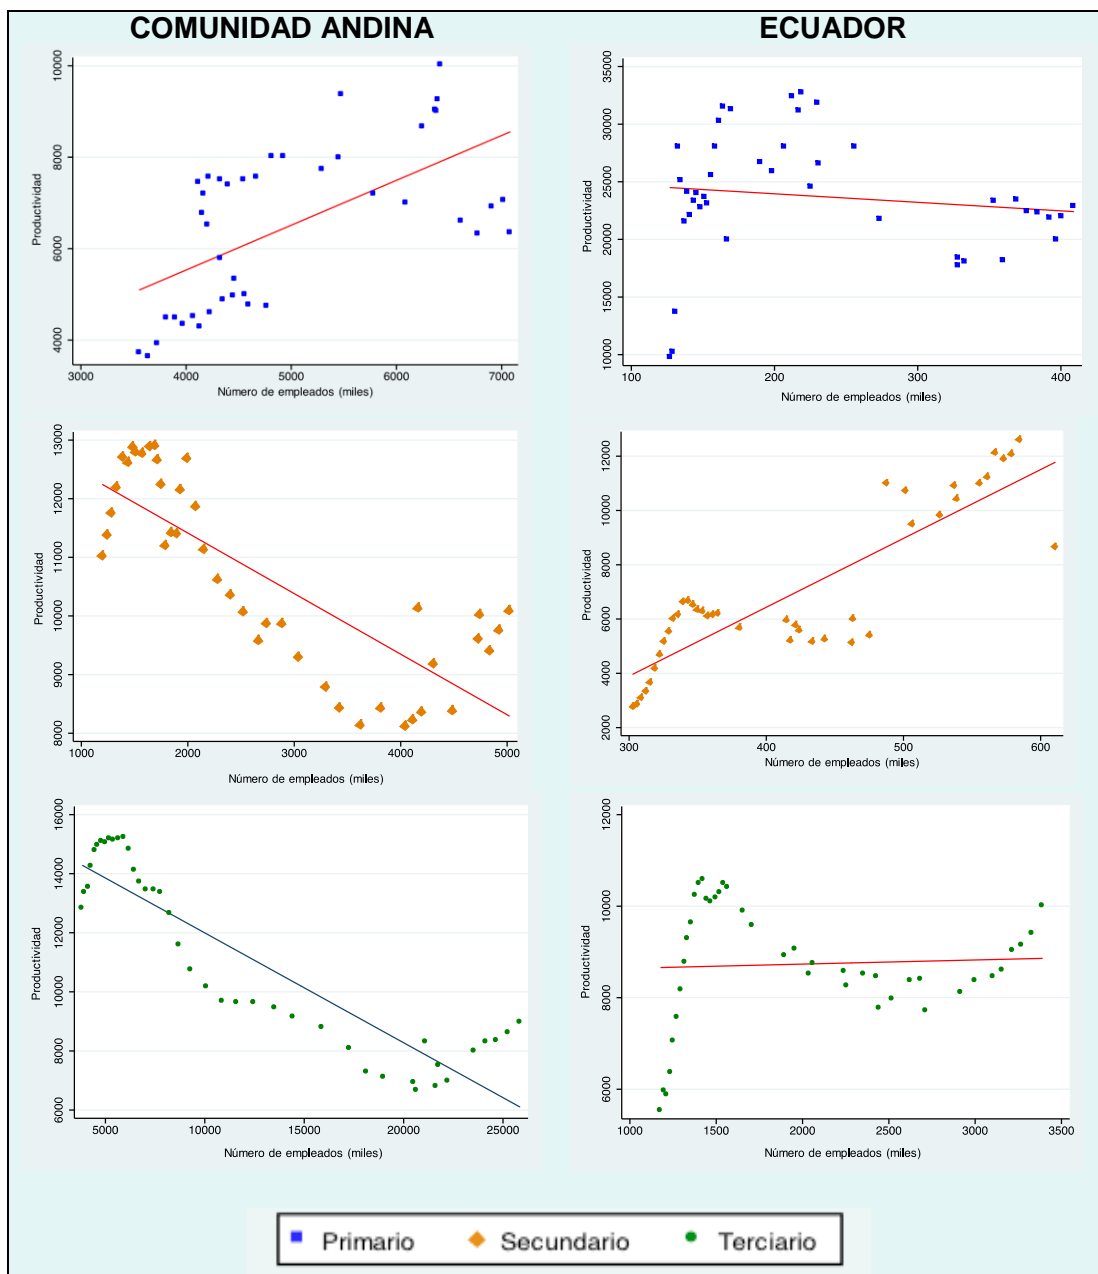 COMUNIDAD ANDINA
ECUADOR
Productividad
10000
8000
6000
4000
3000 4000 5000 6000 7000
Número de empleados (miles)
Productividad
35000
30000
25000
20000
15000
10000
100 200 300 400
Número de empleados (miles)
Productividad
13000
12000
11000
10000
9000
8000
1000 2000 3000 4000 5000
Número de empleados (miles)
Productividad
12000
10000
8000
6000
4000
2000
300 400 500 600
Número de empleados (miles)
Productividad
16000
14000
12000
10000
8000
6000
5000 10000 15000 20000 25000
Número de empleados (miles)
Productividad
12000
10000
8000
6000
1000 1500 2000 2500 3000 3500
Número de empleados (miles)
Primario Secundario Terciario